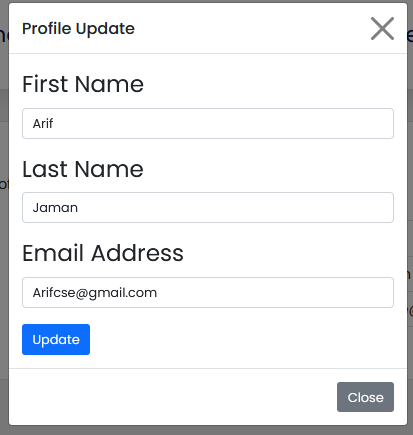 Profile Update
First Name
Arif
Last Name
Jaman
Email Address
Arifcse@gmail.com
Update
Close